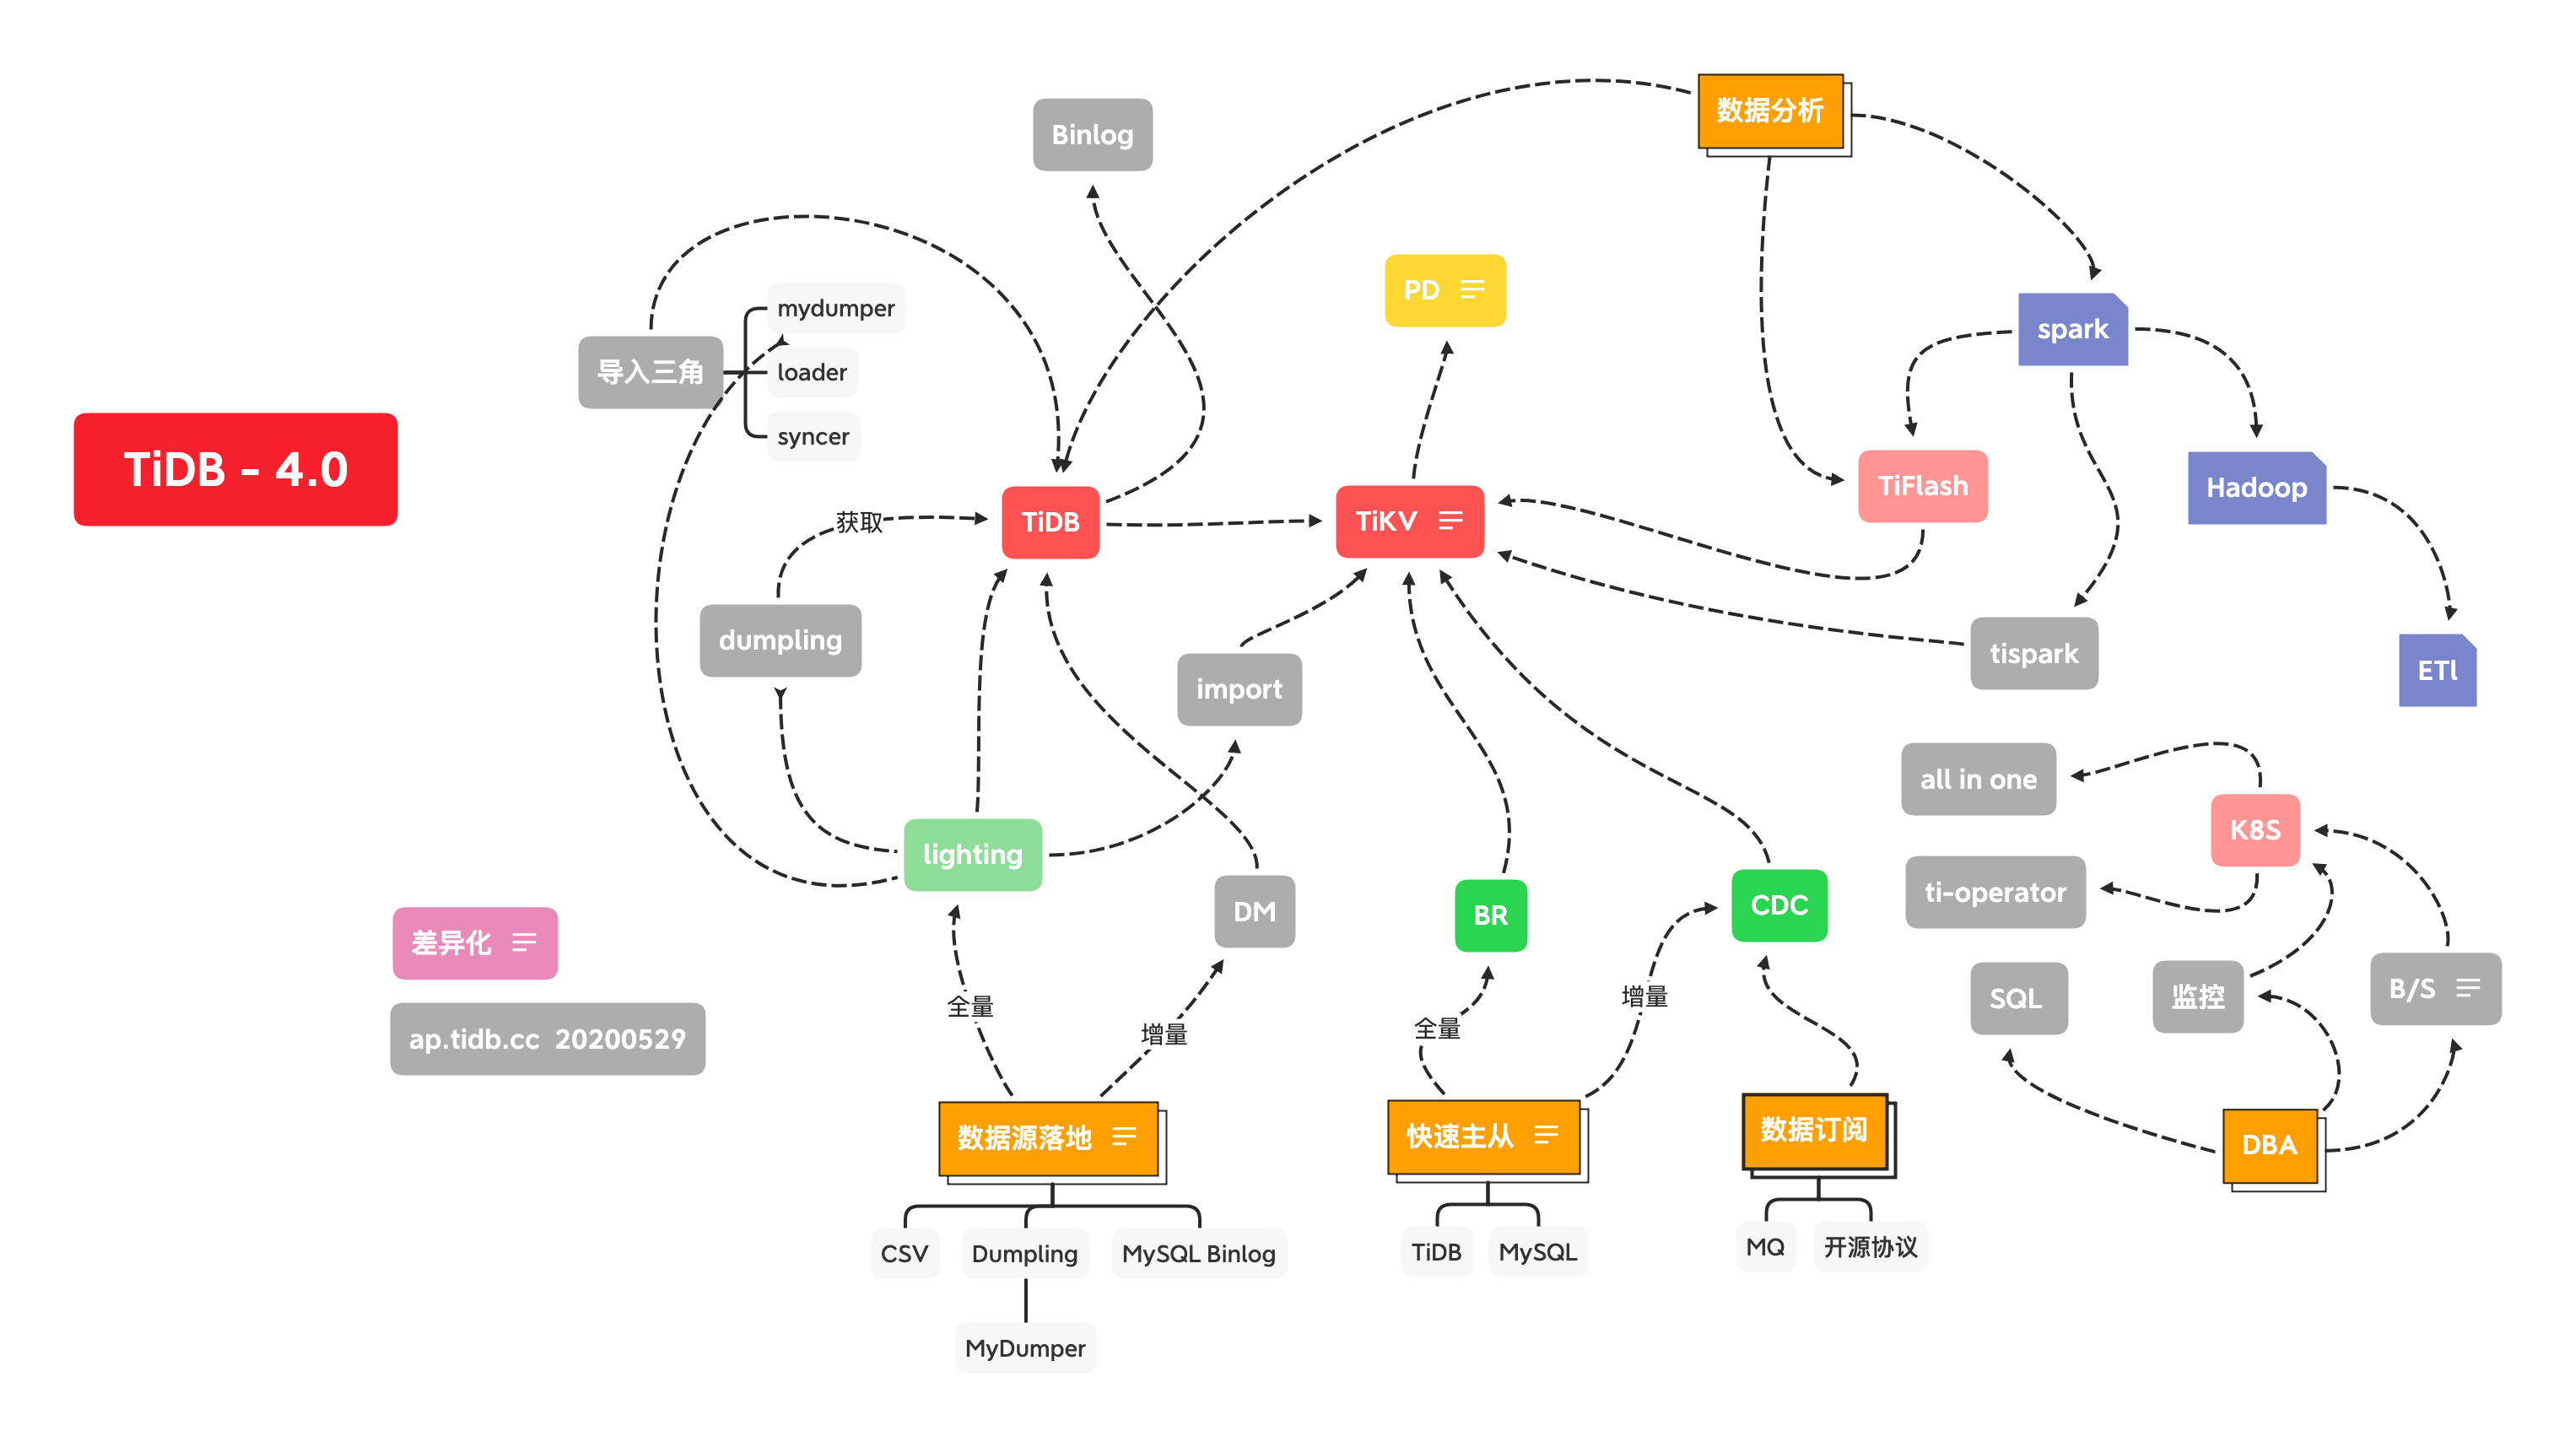 数据分析
Binlog
PD
mydumper
spark
导入三角
loader
syncer
TiDB - 4.0
TiFlash
Hadoop
获取
TiDB
TiKV
dumpling
tispark
ETl
import
all in one
K8S
lighting
ti-operator
DM
BR
CDC
差异化
全量
增量
全量
增量
SQL
监控
B/S
ap.tidb.cc 20200529
数据源落地
快速主从
数据订阅
DBA
CSV
Dumpling
MySQL Binlog
TiDB
MySQL
MQ
开源协议
MyDumper